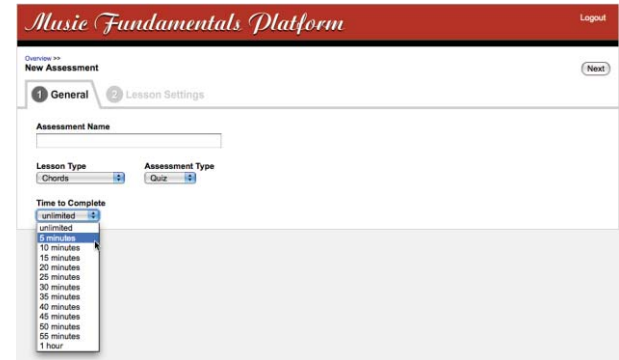 Music Fundamentals Platform
Logout
Overview >>
New Assessment
Next
1 General
2 Lesson Settings
Assessment Name
Lesson Type
Assessment Type
Chords
Quiz
Time to Complete
unlimited
unlimited
5 minutes
10 minutes
15 minutes
20 minutes
25 minutes
30 minutes
35 minutes
40 minutes
45 minutes
50 minutes
55 minutes
1 hour